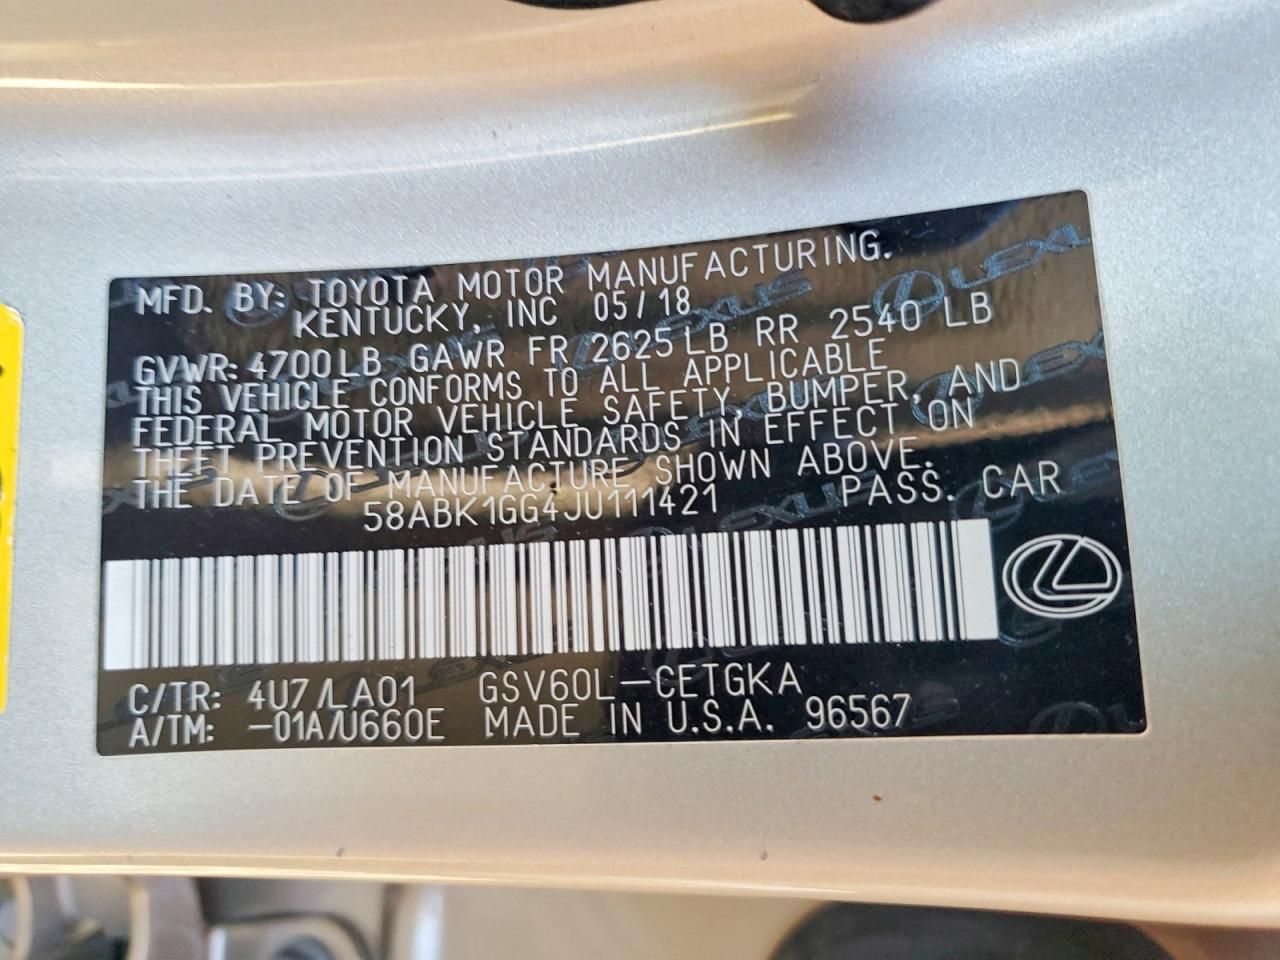 MFD. BY: TOYOTA MOTOR MANUFACTURING.
KENTUCKY, INC 05/18
GVWR: 4700LB GAWR FR 2625LB RR 2540 LB
THIS VEHICLE CONFORMS TO ALL APPLICABLE
FEDERAL MOTOR VEHICLE SAFETY, BUMPER, AND
THEFT PREVENTION STANDARDS IN EFFECT ON
THE DATE OF MANUFACTURE SHOWN ABOVE.
58ABK1GG4JU111421 PASS. CAR
C/TR: 4U7/LA01 GSV60L-CETGKA
A/TM: -01A/U660E MADE IN U.S.A. 96567